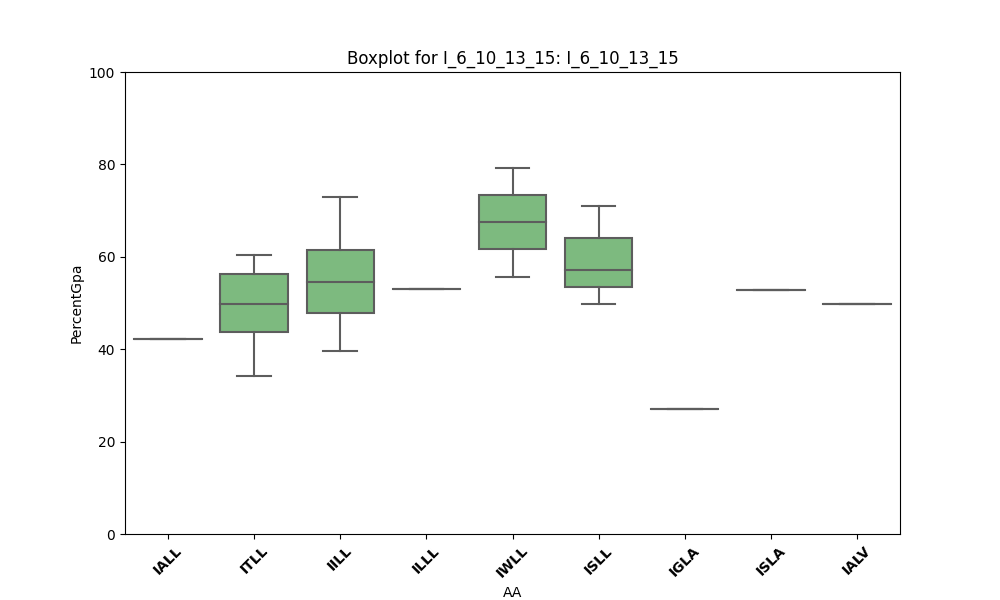 Boxplot for I_6_10_13_15: I_6_10_13_15
100
80
60
40
20
0
PercentGpa
IALL
ITLL
IILL
ILLL
IWLL
ISLL
IGLA
ISLA
IALV
AA